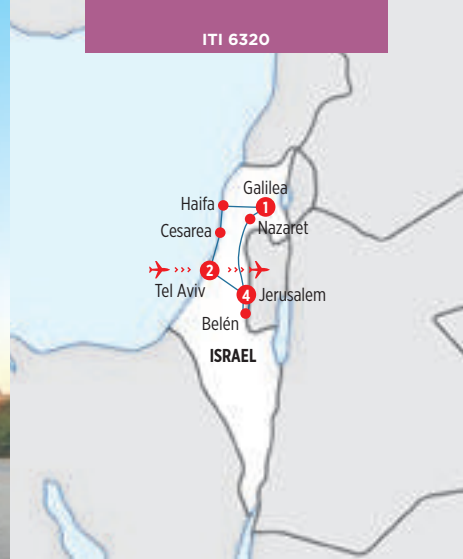 ITI 6320
Galilea
1
Haifa
Nazaret
Cesarea
2
Tel Aviv
4
Jerusalem
Belén
ISRAEL